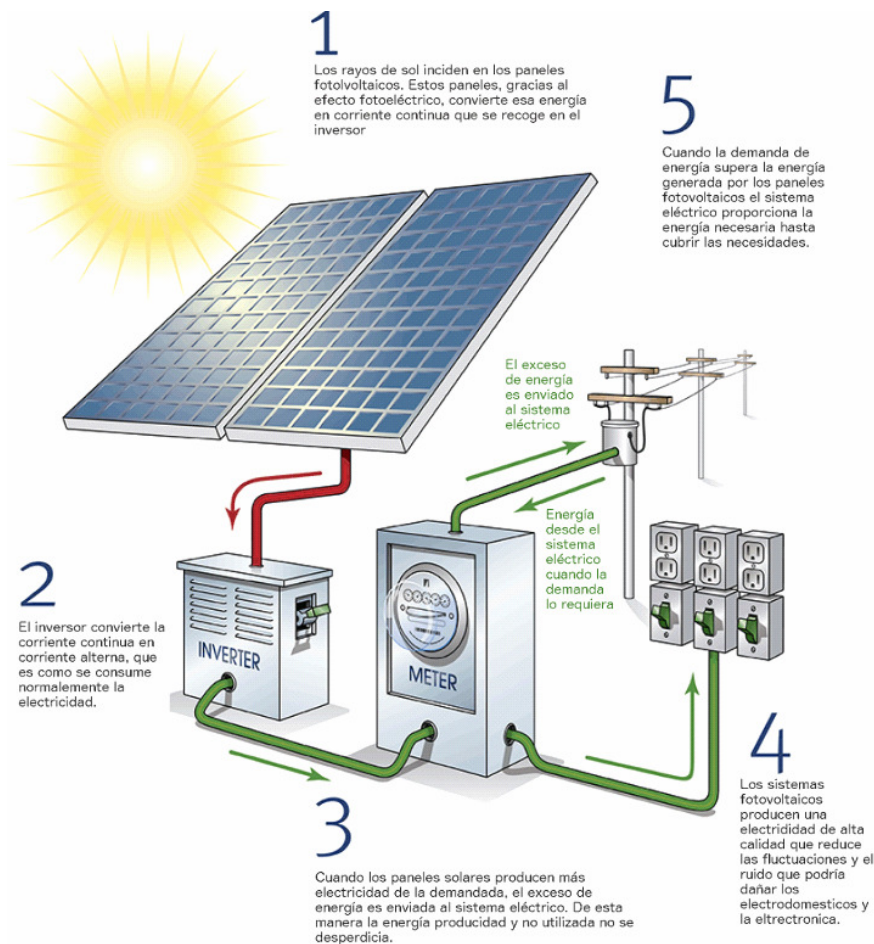 1
Los rayos de sol inciden en los paneles
fotolvoltaicos. Estos paneles, gracias al
efecto fotoeléctrico, convierte esa energía
en corriente continua que se recoge en el
inversor
5
Cuando la demanda de
energía supera la energía
generada por los paneles
fotovoltaicos el sistema
eléctrico proporciona la
energía necesaria hasta
cubrir las necesidades.
El exceso
de energía
es enviado
al sistema
eléctrico
Energía
desde el
sistema
eléctrico
cuando la
demanda
lo requiera
2
El inversor convierte la
corriente continua en
corriente alterna, que
es como se consume
normalemente la
electricidad.
INVERTER
METER
3
Cuando los paneles solares producen más
electricidad de la demandada, el exceso de
energía es enviada al sistema eléctrico. De esta
manera la energía producidad y no utilizada no se
desperdicia.
4
Los sistemas
fotovoltaicos
producen una
electrididad de alta
calidad que reduce
las fluctuaciones y el
ruido que podría
dañar los
electrodomesticos y
la eltrectronica.